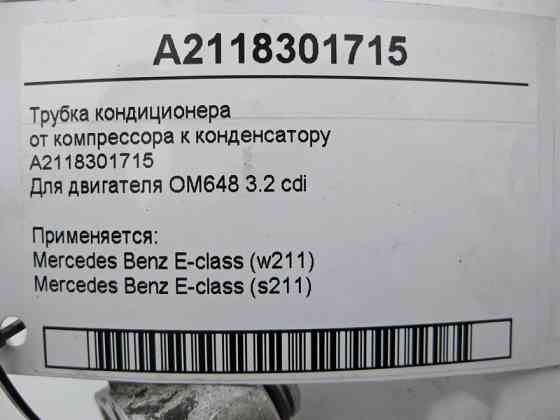 A2118301715
Трубка кондиционера
от компрессора к конденсатору
A2118301715
Для двигателя OM648 3.2 cdi
Применяется:
Mercedes Benz E-class (w211)
Mercedes Benz E-class (s211)